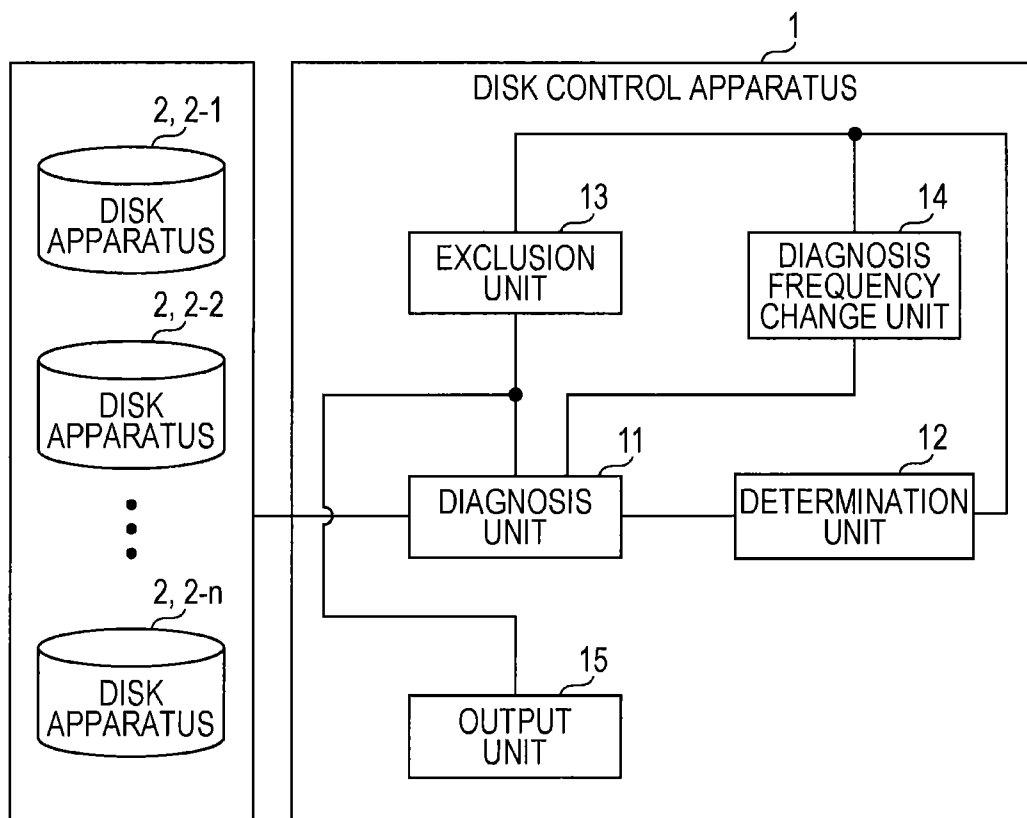 1
DISK CONTROL APPARATUS
2, 2-1
DISK
APPARATUS
2, 2-2
DISK
APPARATUS
2, 2-n
DISK
APPARATUS
13
EXCLUSION
UNIT
14
DIAGNOSIS
FREQUENCY
CHANGE UNIT
11
DIAGNOSIS
UNIT
12
DETERMINATION
UNIT
15
OUTPUT
UNIT